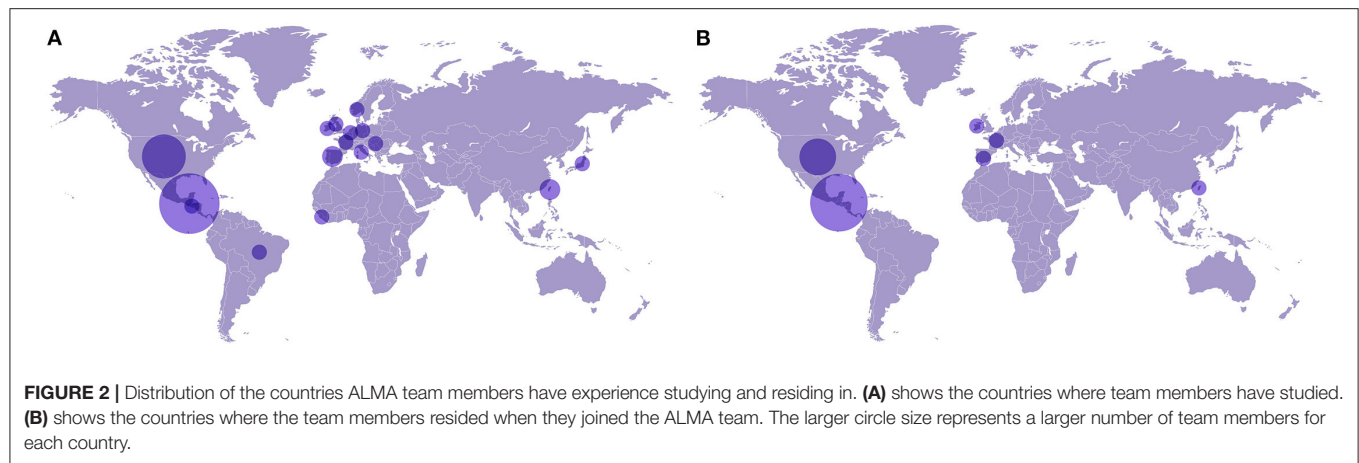 A
B
FIGURE 2 | Distribution of the countries ALMA team members have experience studying and residing in. (A) shows the countries where team members have studied.
(B) shows the countries where the team members resided when they joined the ALMA team. The larger circle size represents a larger number of team members for
each country.